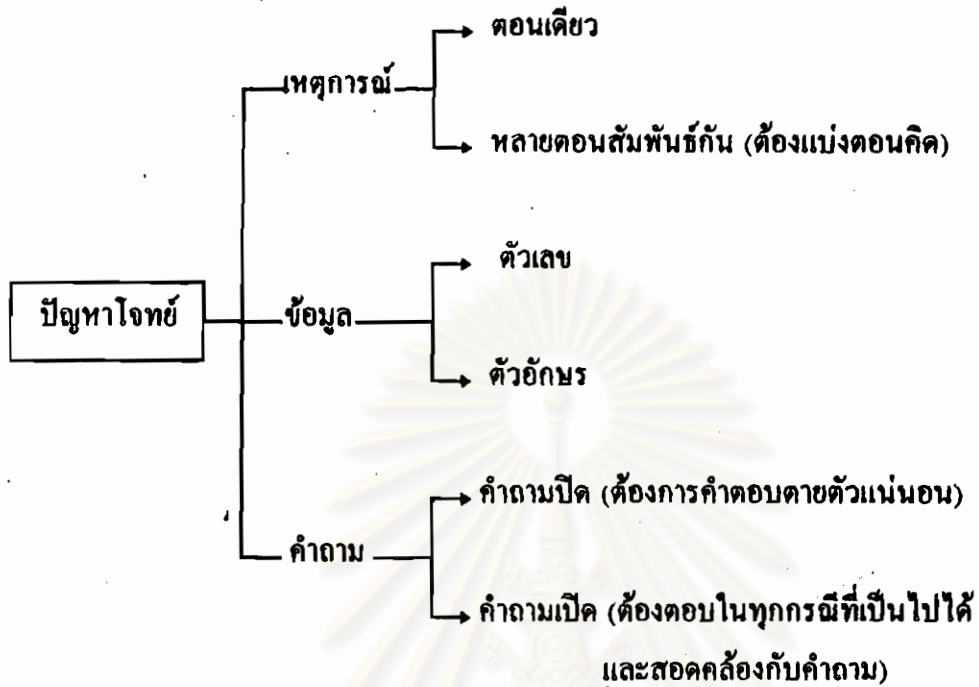 ตอนเดียว
เหตุการณ์
หลายตอนสัมพันธ์กัน (ต้องแบ่งตอนคิด)
ตัวเลข
ปัญหาโจทย์
ข้อมูล
ตัวอักษร
คำถามปิด (ต้องการคำตอบตายตัวแน่นอน)
คำถาม
คำถามเปิด (ต้องตอบในทุกกรณีที่เป็นไปได้
และสอดคล้องกับคำถาม)